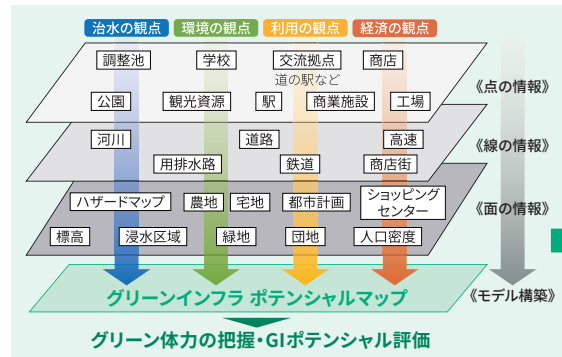 治水の観点 環境の観点 利用の観点 経済の観点
調整池 学校 交流拠点 商店
道の駅など
《点の情報》
公園 観光資源 駅 商業施設 工場
河川 道路 高速
《線の情報》
用排水路 鉄道 商店街
ハザードマップ 農地 宅地 都市計画 ショッピング
センター
《面の情報》
標高 浸水区域 緑地 団地 人口密度
グリーンインフラ ポテンシャルマップ
《モデル構築》
グリーン体力の把握・GIポテンシャル評価